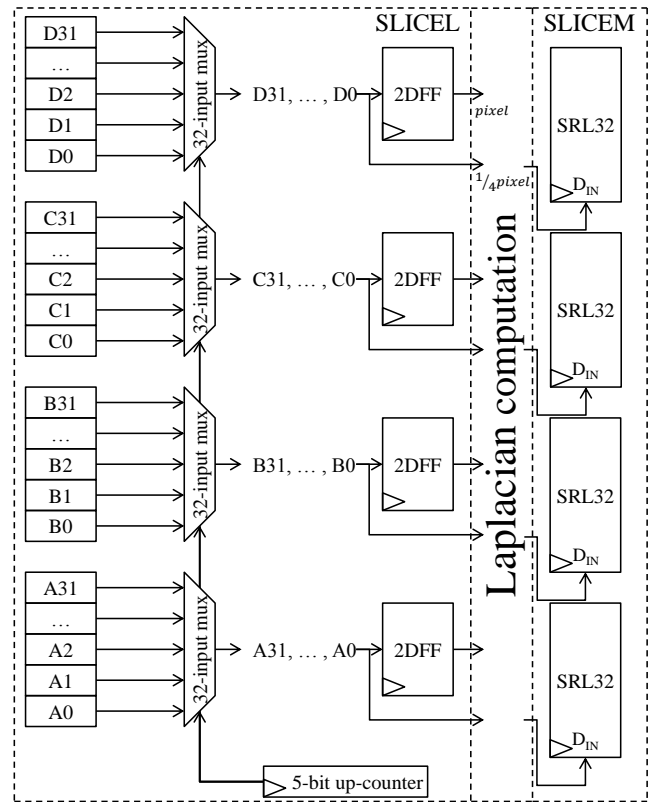 SLICEL
SLICEM
D31
...
D2
D1
D0
32-input mux
D31, ... , D0
2DFF
pixel
1/4pixel
SRL32
DIN
C31
...
C2
C1
C0
32-input mux
C31, ... , C0
2DFF
SRL32
DIN
Laplacian computation
B31
...
B2
B1
B0
32-input mux
B31, ... , B0
2DFF
SRL32
DIN
A31
...
A2
A1
A0
32-input mux
A31, ... , A0
2DFF
SRL32
DIN
5-bit up-counter